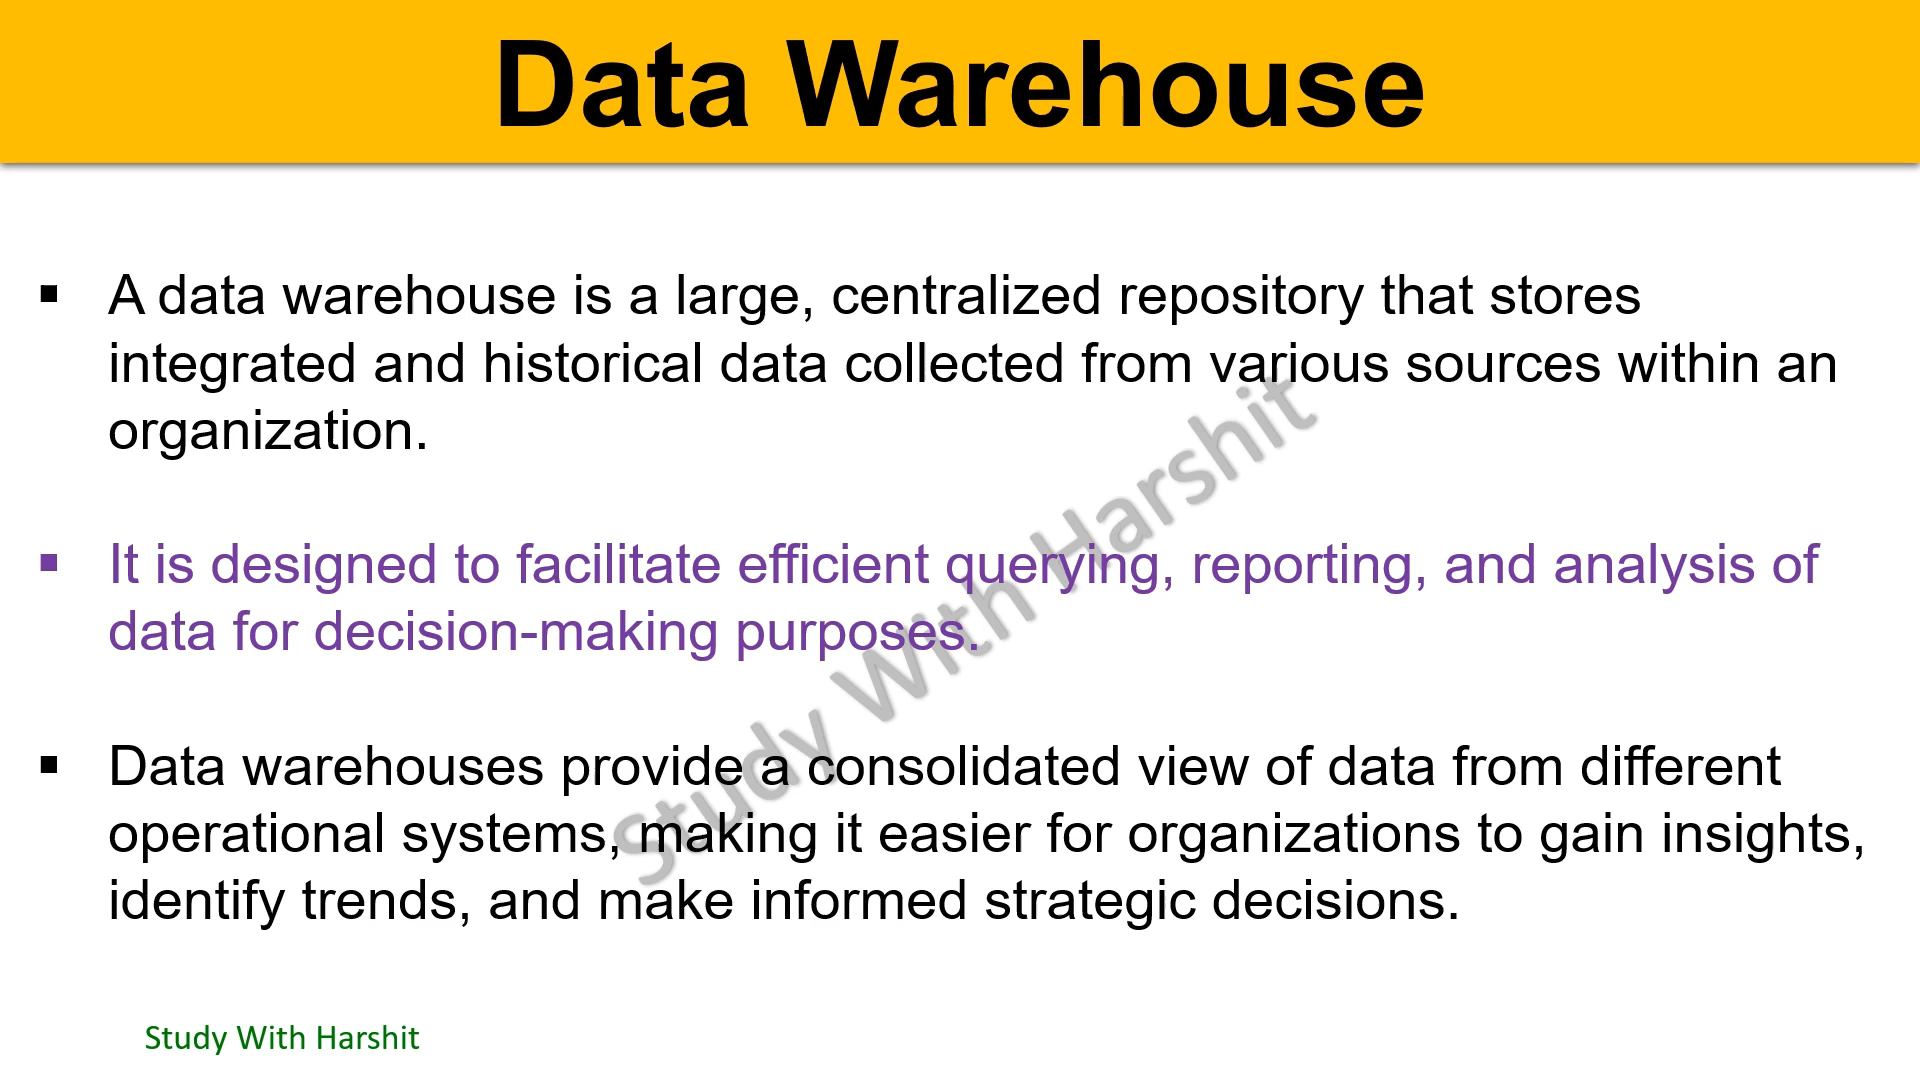 Data Warehouse
▪ A data warehouse is a large, centralized repository that stores
integrated and historical data collected from various sources within an
organization.
▪ It is designed to facilitate efficient querying, reporting, and analysis of
data for decision-making purposes.
▪ Data warehouses provide a consolidated view of data from different
operational systems, making it easier for organizations to gain insights,
identify trends, and make informed strategic decisions.
Study With Harshit
Study With Harshit